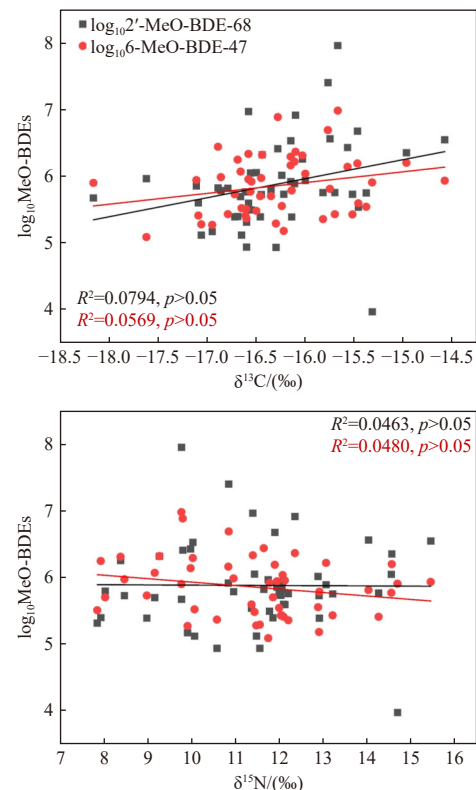 log₁₀2′-MeO-BDE-68
log₁₀6-MeO-BDE-47
8
7
6
5
4
log₁₀MeO-BDEs
R²=0.0794, p>0.05
R²=0.0569, p>0.05
−18.5 −18.0 −17.5 −17.0 −16.5 −16.0 −15.5 −15.0 −14.5
δ¹³C/(‰)
R²=0.0463, p>0.05
R²=0.0480, p>0.05
8
7
6
5
4
log₁₀MeO-BDEs
7 8 9 10 11 12 13 14 15 16
δ¹⁵N/(‰)